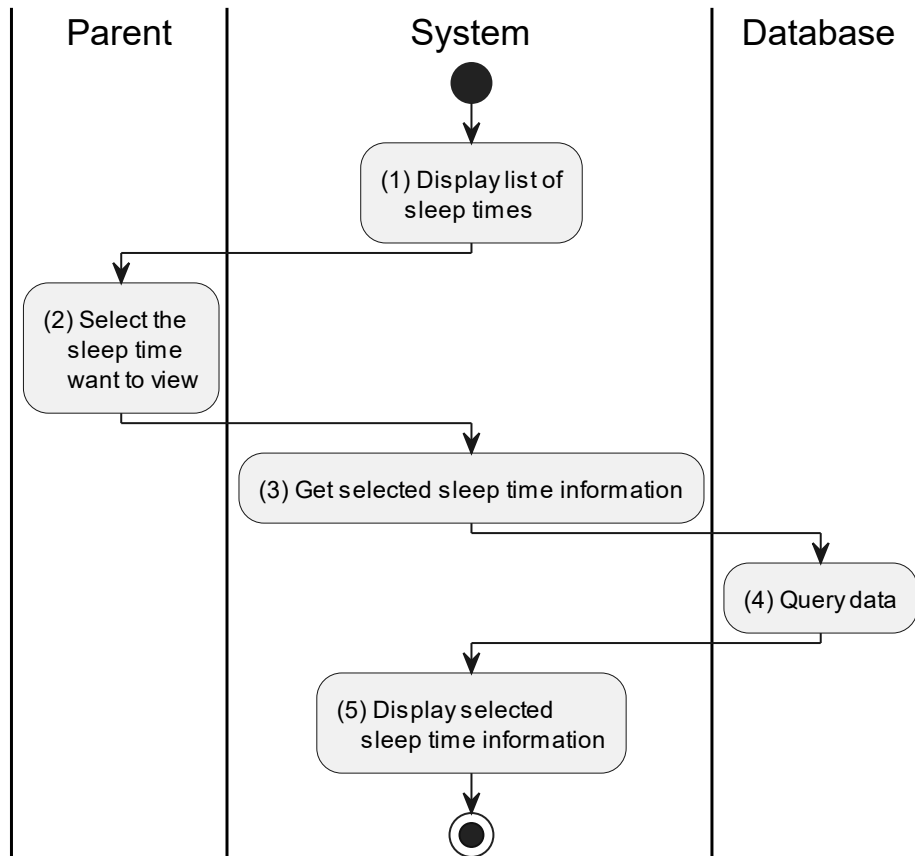 Parent
System
Database
(1) Display list of
sleep times
(2) Select the
sleep time
want to view
(3) Get selected sleep time information
(4) Query data
(5) Display selected
sleep time information